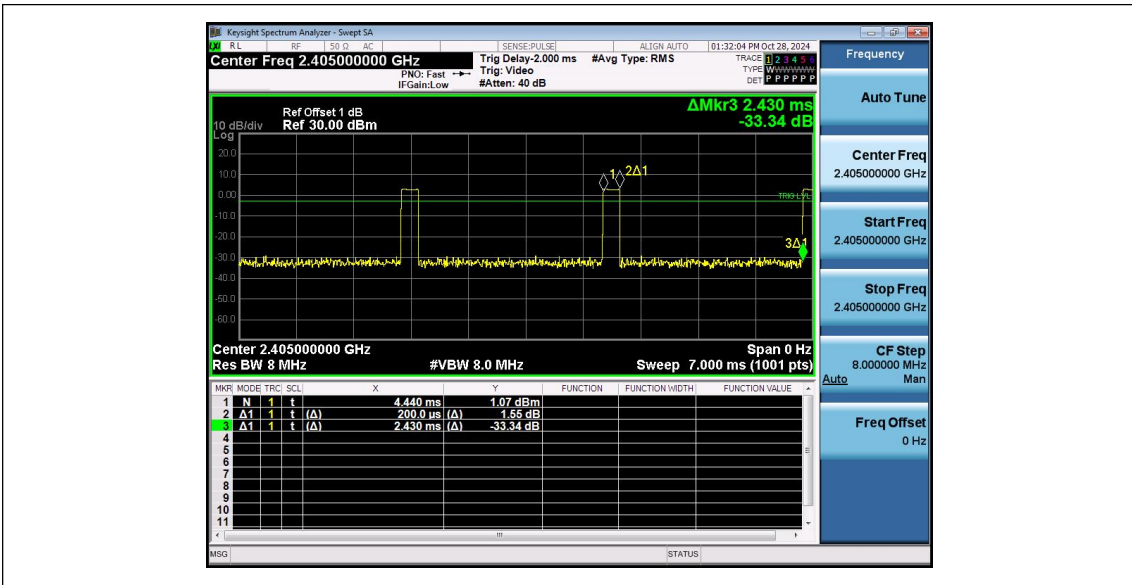 Keysight Spectrum Analyzer - Swept SA
LXI RL RF 50 Ω AC SENSE:PULSE ALIGN AUTO 01:32:04 PM Oct 28, 2024
Center Freq 2.405000000 GHz
PNO: Fast
IFGain:Low
Trig Delay-2.000 ms
Trig: Video
#Atten: 40 dB
#Avg Type: RMS
TRACE 1 2 3 4 5 6
TYPE WWWWWW
DET P P P P P P
ΔMkr3 2.430 ms
-33.34 dB
Ref Offset 1 dB
10 dB/div Ref 30.00 dBm
Log
20.0
10.0
0.00
-10.0
-20.0
-30.0
-40.0
-50.0
-60.0
1 2Δ1
TRIG LVL
3Δ1
Center 2.405000000 GHz Span 0 Hz
Res BW 8 MHz #VBW 8.0 MHz Sweep 7.000 ms (1001 pts)
MKR MODE TRC SCL X Y FUNCTION FUNCTION WIDTH FUNCTION VALUE
1 N 1 t 4.440 ms 1.07 dBm
2 Δ1 1 t (Δ) 200.0 µs (Δ) 1.55 dB
3 Δ1 1 t (Δ) 2.430 ms (Δ) -33.34 dB
4
5
6
7
8
9
10
11
MSG STATUS
Frequency
Auto Tune
Center Freq
2.405000000 GHz
Start Freq
2.405000000 GHz
Stop Freq
2.405000000 GHz
CF Step
8.000000 MHz
Auto Man
Freq Offset
0 Hz